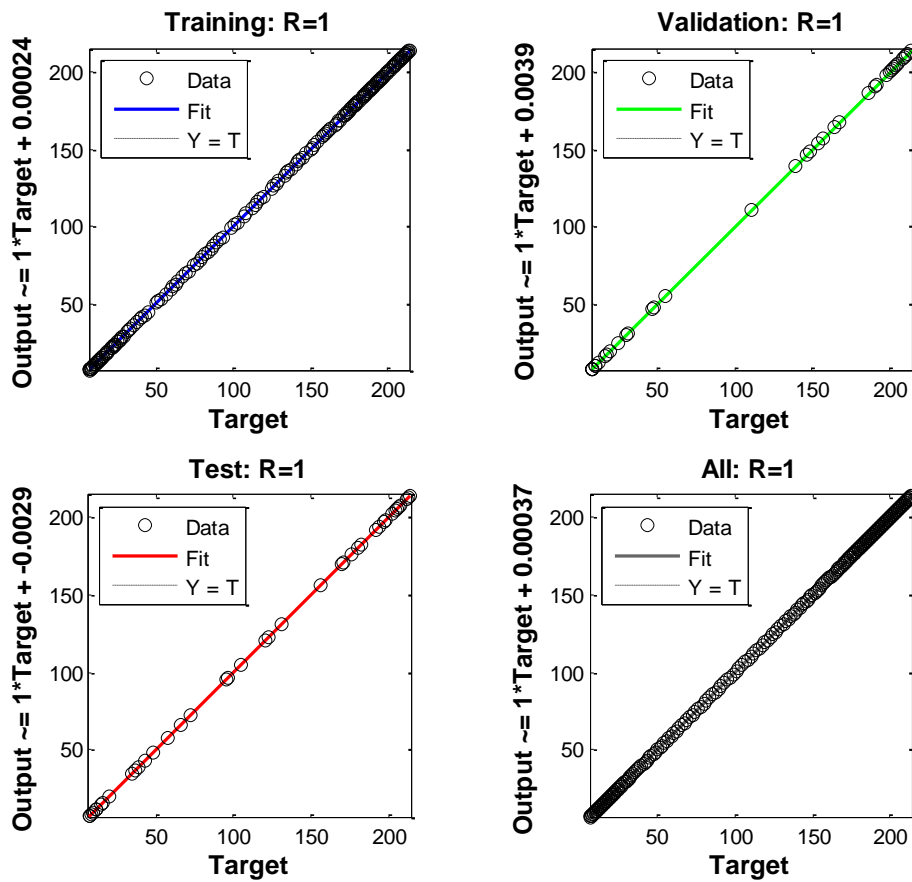 Training: R=1
Output ~= 1*Target + 0.00024
200
150
100
50
Data
Fit
Y = T
50 100 150 200
Target
Validation: R=1
Output ~= 1*Target + 0.0039
200
150
100
50
Data
Fit
Y = T
50 100 150 200
Target
Test: R=1
Output ~= 1*Target + -0.0029
200
150
100
50
Data
Fit
Y = T
50 100 150 200
Target
All: R=1
Output ~= 1*Target + 0.00037
200
150
100
50
Data
Fit
Y = T
50 100 150 200
Target